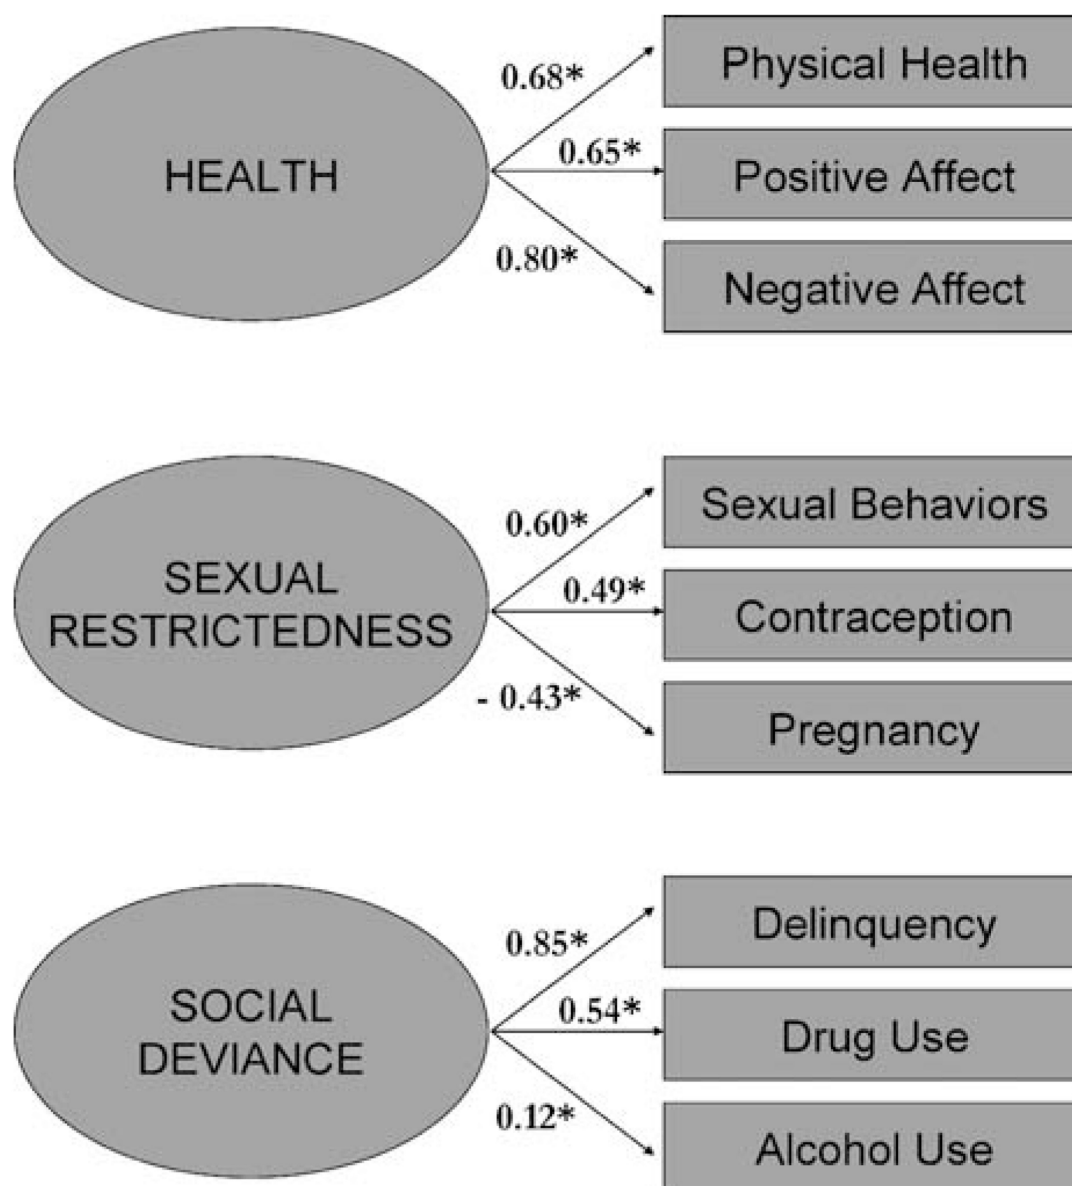 HEALTH
0.68*
Physical Health
0.65*
Positive Affect
0.80*
Negative Affect
SEXUAL
RESTRICTEDNESS
0.60*
Sexual Behaviors
0.49*
Contraception
- 0.43*
Pregnancy
SOCIAL
DEVIANCE
0.85*
Delinquency
0.54*
Drug Use
0.12*
Alcohol Use